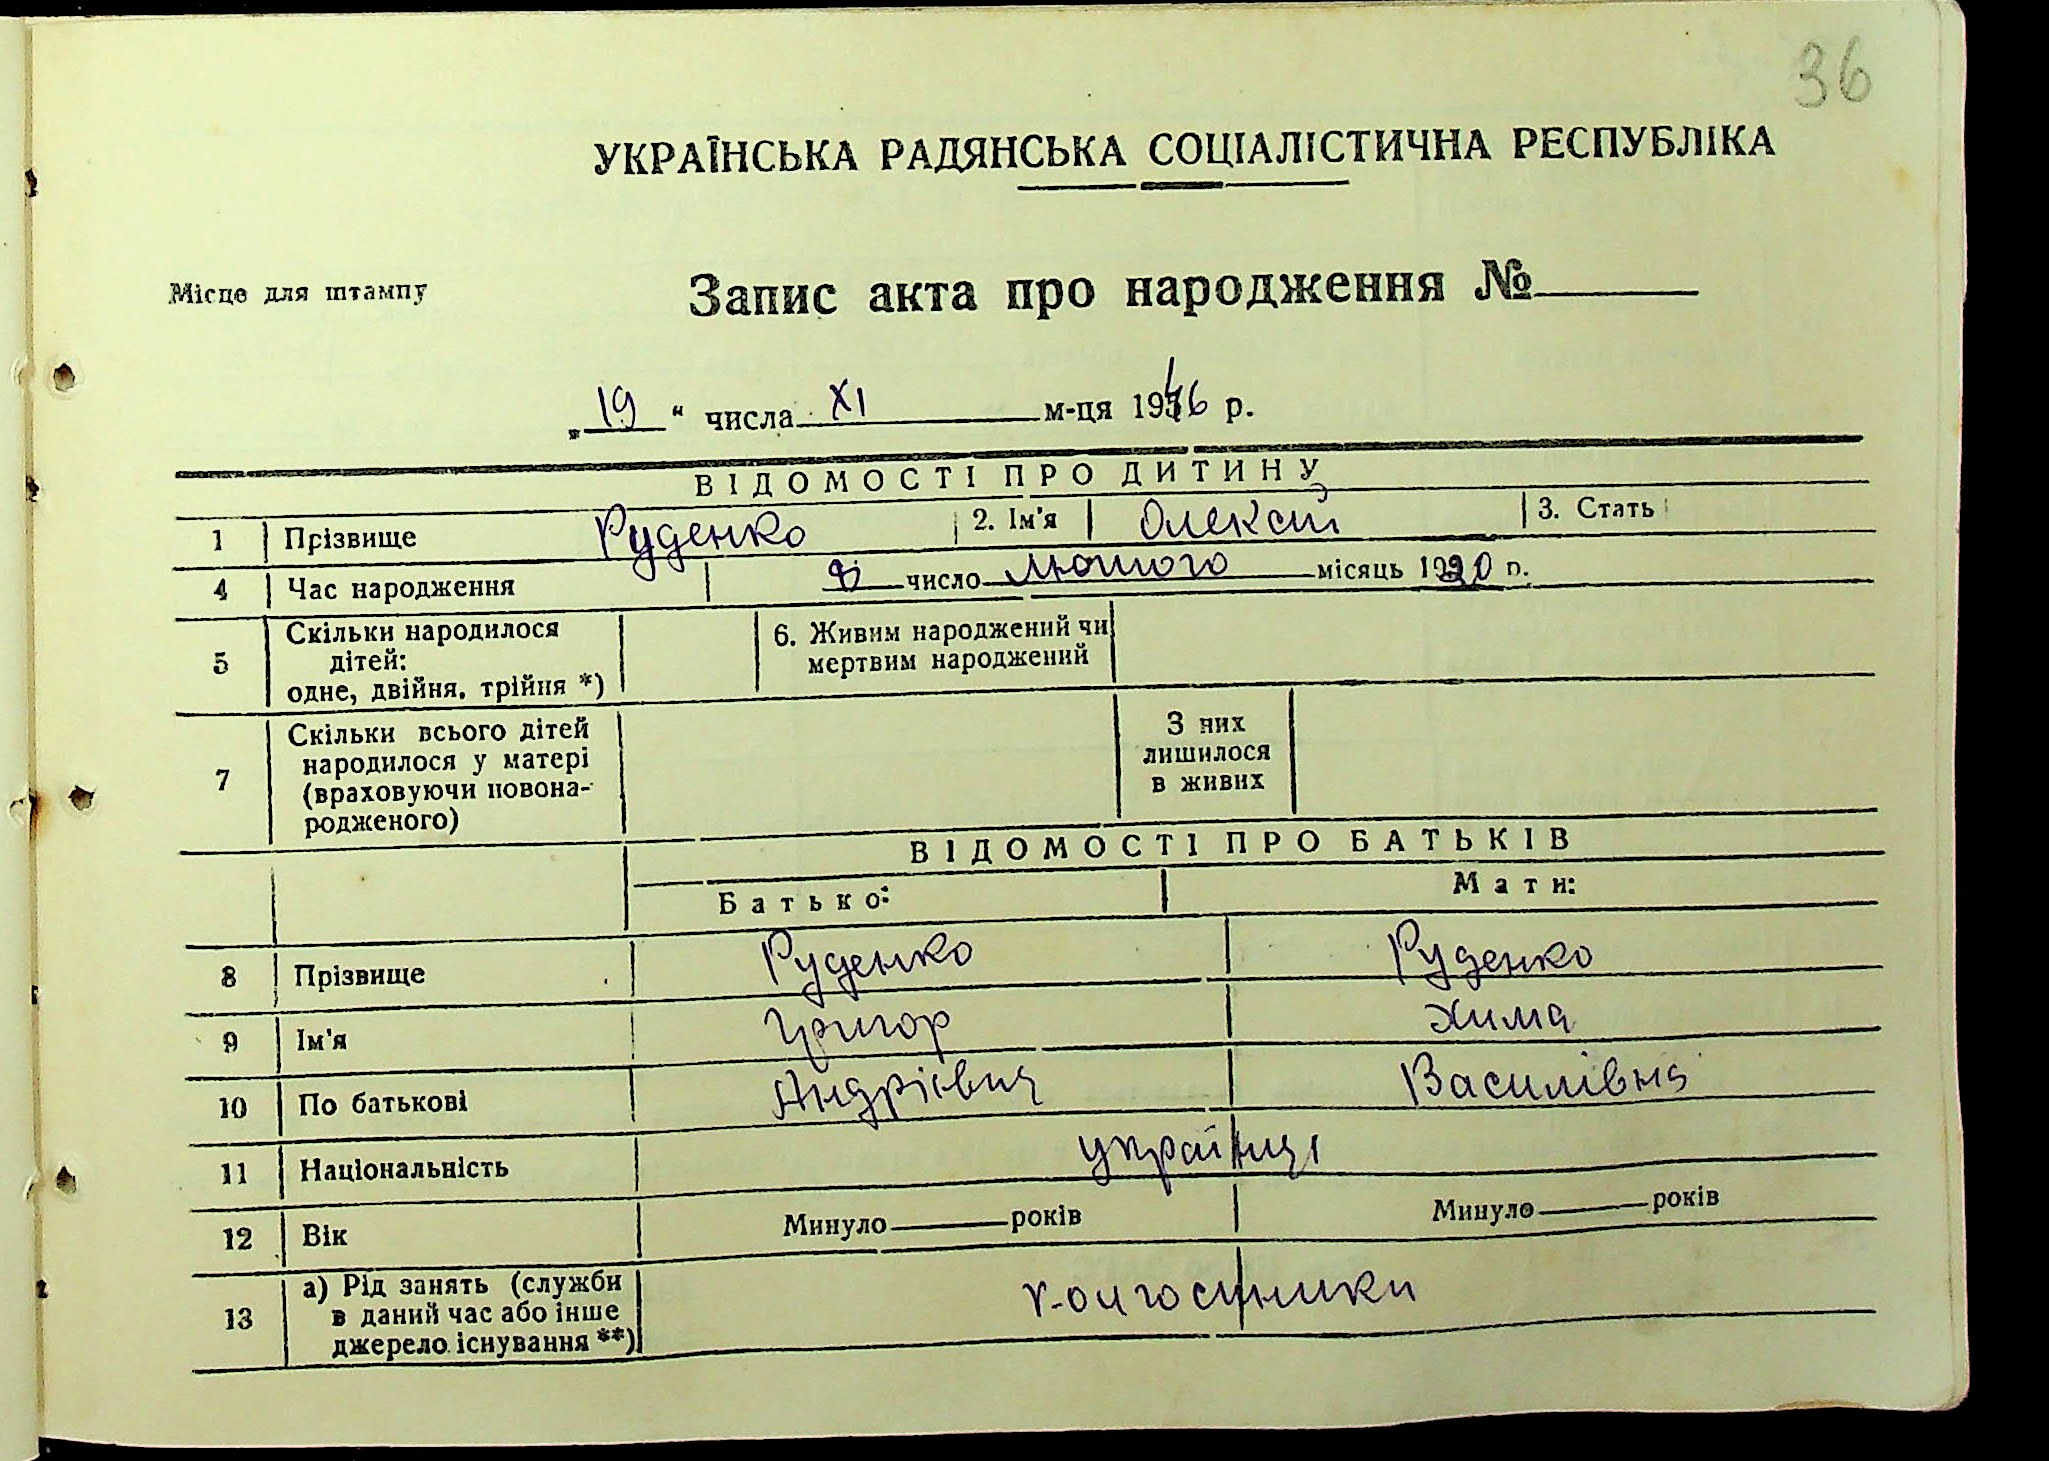 36
УКРАЇНСЬКА РАДЯНСЬКА СОЦІАЛІСТИЧНА РЕСПУБЛІКА
Місце для штампу
Запис акта про народження №
„19“ числа XI м-ця 1946 р.
ВІДОМОСТІ ПРО ДИТИНУ
1 Прізвище Руденко 2. Ім'я Олексій 3. Стать
4 Час народження 8 число лютого місяць 1920 р.
5 Скільки народилося
дітей:
одне, двійня, трійня *)
6. Живим народжений чи
мертвим народжений
7 Скільки всього дітей
народилося у матері
(враховуючи новона-
родженого)
З них
лишилося
в живих
ВІДОМОСТІ ПРО БАТЬКІВ
Батько: Мати:
8 Прізвище Руденко Руденко
9 Ім'я Григор Хима
10 По батькові Андрієвич Василівна
11 Національність українці
12 Вік Минуло років Минуло років
13 а) Рід занять (служби
в даний час або інше
джерело існування **)
колгоспники